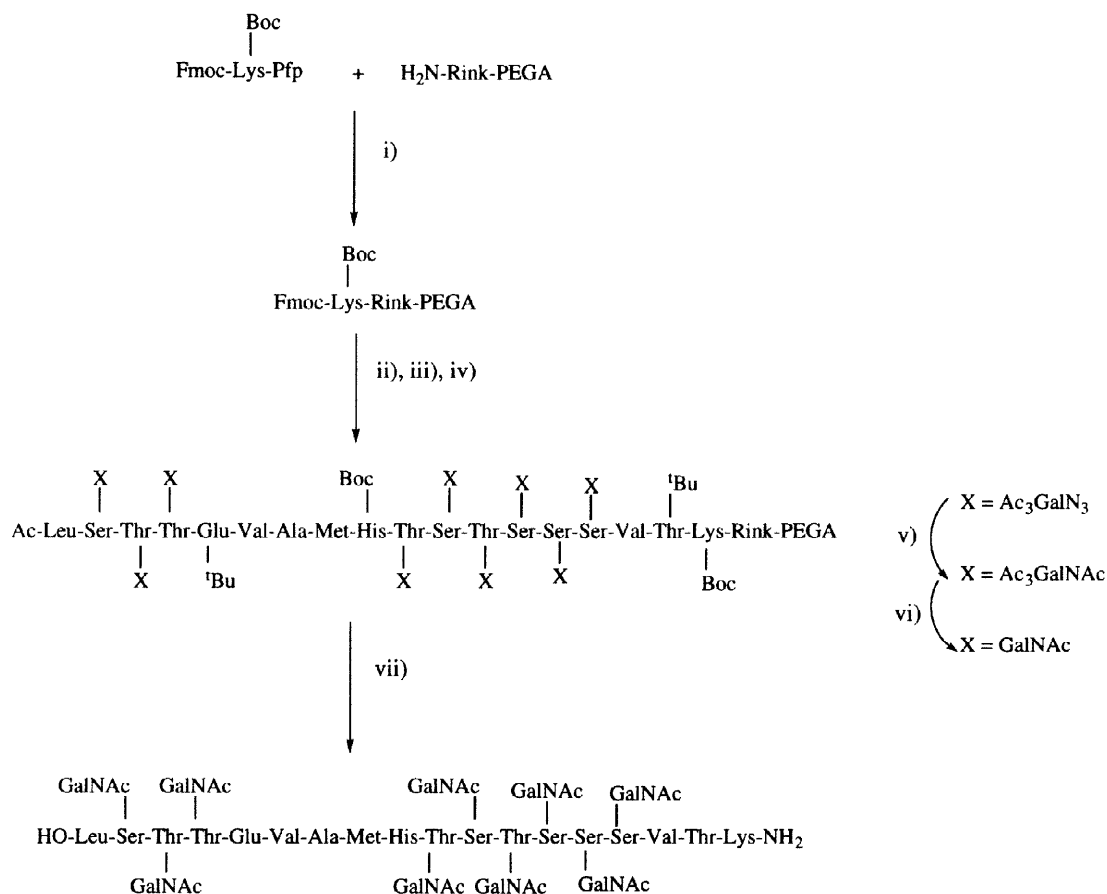 Boc
Fmoc-Lys-Pfp + H₂N-Rink-PEGA
i)
Boc
Fmoc-Lys-Rink-PEGA
ii), iii), iv)
X X Boc X X X ᵗBu
Ac-Leu-Ser-Thr-Thr-Glu-Val-Ala-Met-His-Thr-Ser-Thr-Ser-Ser-Ser-Val-Thr-Lys-Rink-PEGA
X ᵗBu X X X Boc
X = Ac₃GalN₃
v)
X = Ac₃GalNAc
vi)
X = GalNAc
vii)
GalNAc GalNAc GalNAc GalNAc GalNAc
HO-Leu-Ser-Thr-Thr-Glu-Val-Ala-Met-His-Thr-Ser-Thr-Ser-Ser-Ser-Val-Thr-Lys-NH₂
GalNAc GalNAc GalNAc GalNAc